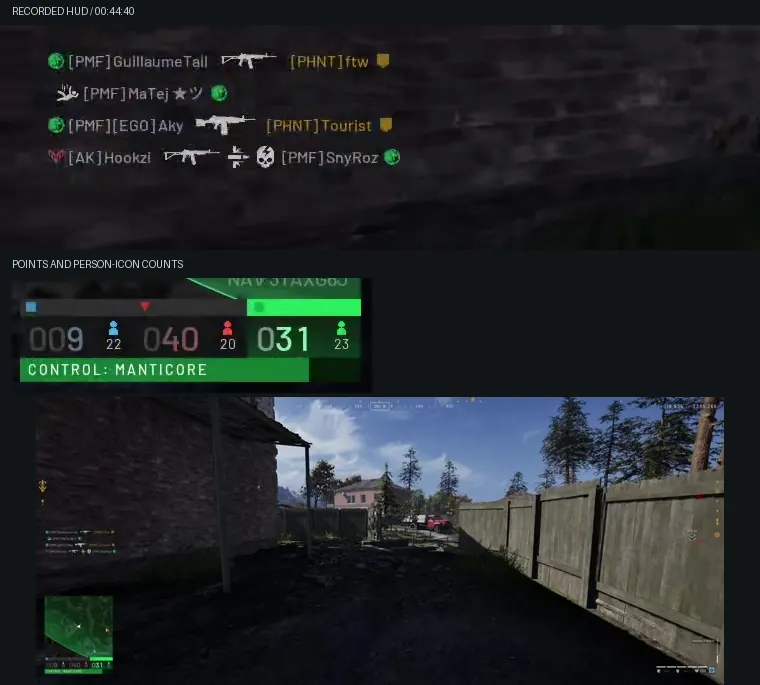 RECORDED HUD / 00:44:40
[PMF]GuillaumeTail [PHNT]ftw
[PMF]MaTej★ツ
[PMF][EGO]Aky [PHNT]Tourist
[AK]Hookzi [PMF]SnyRoz
POINTS AND PERSON-ICON COUNTS
009 22 040 20 031 23
CONTROL: MANTICORE